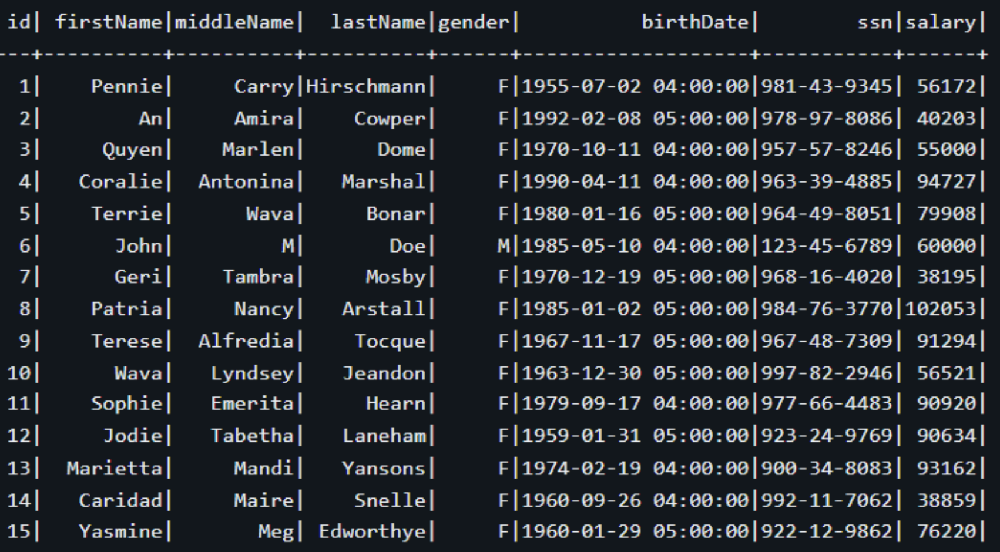 id| firstName|middleName|  lastName|gender|          birthDate|        ssn|salary|
---+----------+----------+----------+------+-------------------+-----------+------+
 1|    Pennie|     Carry|Hirschmann|     F|1955-07-02 04:00:00|981-43-9345| 56172|
 2|        An|     Amira|    Cowper|     F|1992-02-08 05:00:00|978-97-8086| 40203|
 3|     Quyen|    Marlen|      Dome|     F|1970-10-11 04:00:00|957-57-8246| 55000|
 4|   Coralie|  Antonina|   Marshal|     F|1990-04-11 04:00:00|963-39-4885| 94727|
 5|    Terrie|      Wava|     Bonar|     F|1980-01-16 05:00:00|964-49-8051| 79908|
 6|      John|         M|       Doe|     M|1985-05-10 04:00:00|123-45-6789| 60000|
 7|      Geri|    Tambra|     Mosby|     F|1970-12-19 05:00:00|968-16-4020| 38195|
 8|    Patria|     Nancy|   Arstall|     F|1985-01-02 05:00:00|984-76-3770|102053|
 9|    Terese|  Alfredia|    Tocque|     F|1967-11-17 05:00:00|967-48-7309| 91294|
10|      Wava|   Lyndsey|   Jeandon|     F|1963-12-30 05:00:00|997-82-2946| 56521|
11|    Sophie|   Emerita|     Hearn|     F|1979-09-17 04:00:00|977-66-4483| 90920|
12|     Jodie|   Tabetha|   Laneham|     F|1959-01-31 05:00:00|923-24-9769| 90634|
13|  Marietta|     Mandi|   Yansons|     F|1974-02-19 04:00:00|900-34-8083| 93162|
14|   Caridad|     Maire|    Snelle|     F|1960-09-26 04:00:00|992-11-7062| 38859|
15|   Yasmine|       Meg| Edworthye|     F|1960-01-29 05:00:00|922-12-9862| 76220|